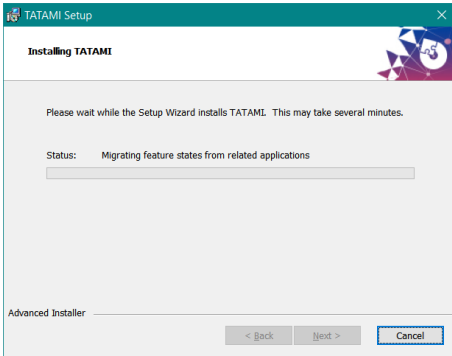 TATAMI Setup
Installing TATAMI
Please wait while the Setup Wizard installs TATAMI. This may take several minutes.
Status: Migrating feature states from related applications
Advanced Installer
< Back Next > Cancel